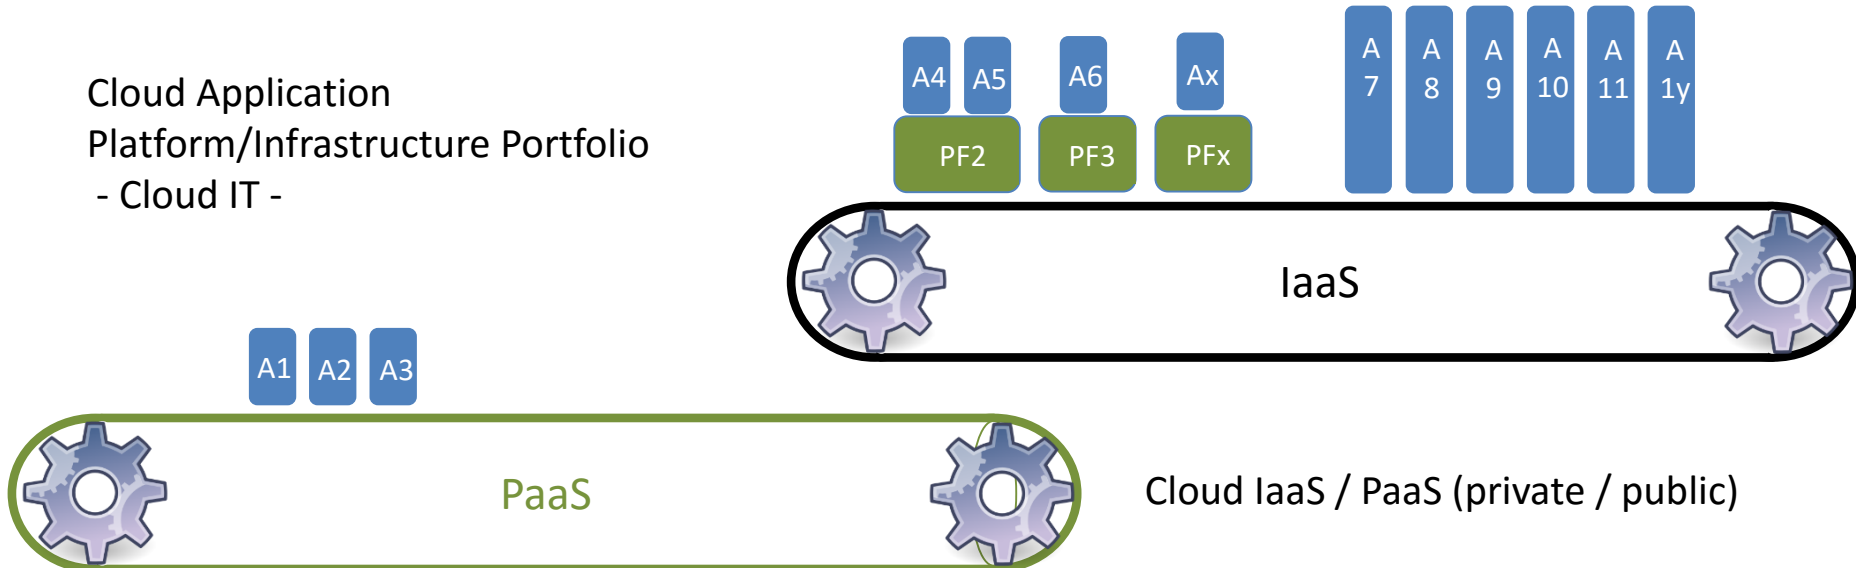 Cloud Application
Platform/Infrastructure Portfolio
- Cloud IT -
A4 A5 A6 Ax
PF2 PF3 PFx
A A A A A A
7 8 9 10 11 1y
IaaS
A1 A2 A3
PaaS
Cloud IaaS / PaaS (private / public)